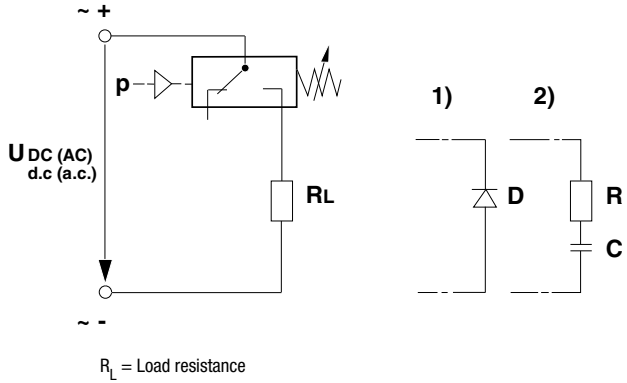 ~ +
p
1)
2)
U DC (AC)
d.c (a.c.)
RL
D
R
C
~ -
RL = Load resistance